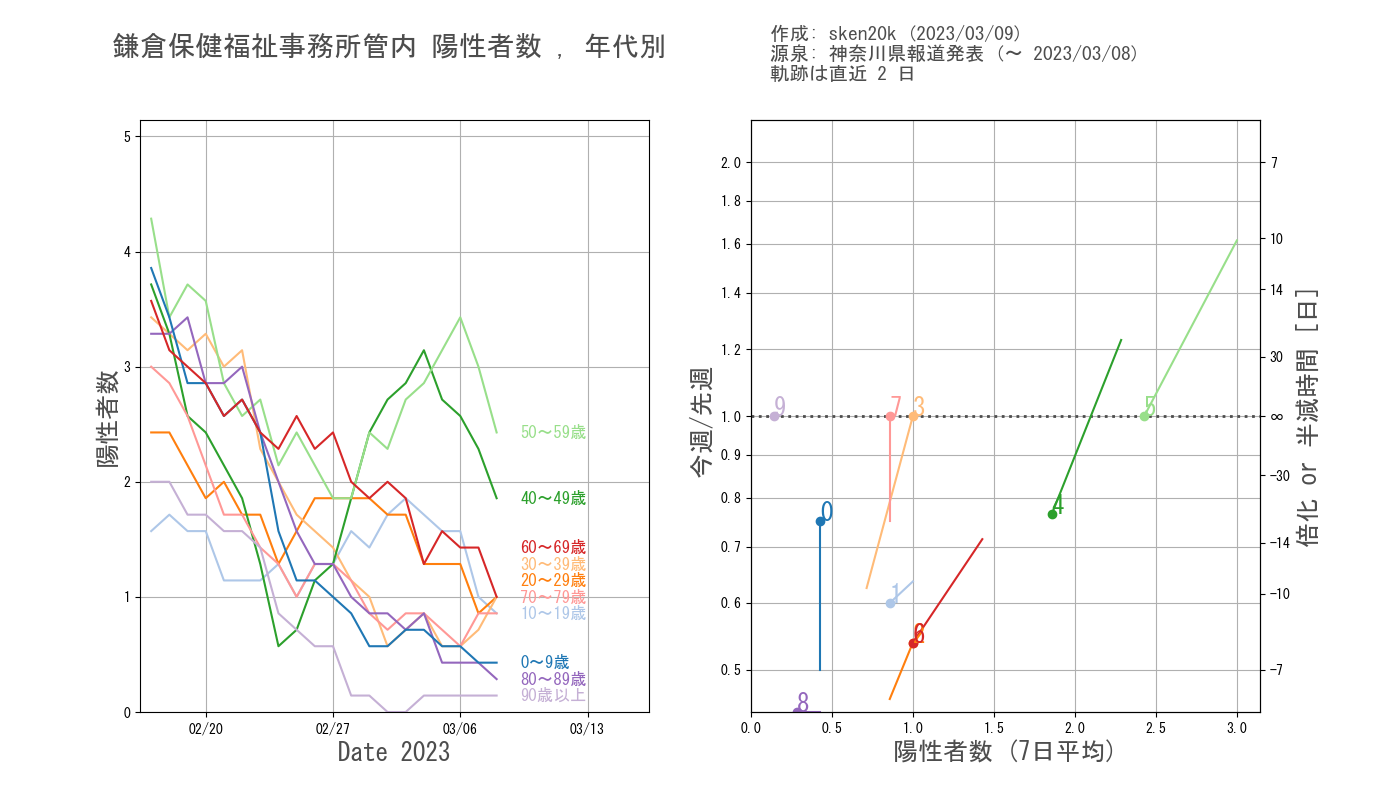 鎌倉保健福祉事務所管内 陽性者数 , 年代別
作成: sken20k (2023/03/09)
源泉: 神奈川県報道発表 (〜 2023/03/08)
軌跡は直近 2 日
陽性者数
5
4
3
2
1
0
50〜59歳
40〜49歳
60〜69歳
30〜39歳
20〜29歳
70〜79歳
10〜19歳
0〜9歳
80〜89歳
90歳以上
02/20
02/27
03/06
03/13
Date 2023
今週/先週
2.0
1.8
1.6
1.4
1.2
1.0
0.9
0.8
0.7
0.6
0.5
9
7
3
5
4
0
1
6
8
7
10
14
30
∞
-30
-14
-10
-7
倍化 or 半減時間 [日]
0.0
0.5
1.0
1.5
2.0
2.5
3.0
陽性者数 (7日平均)